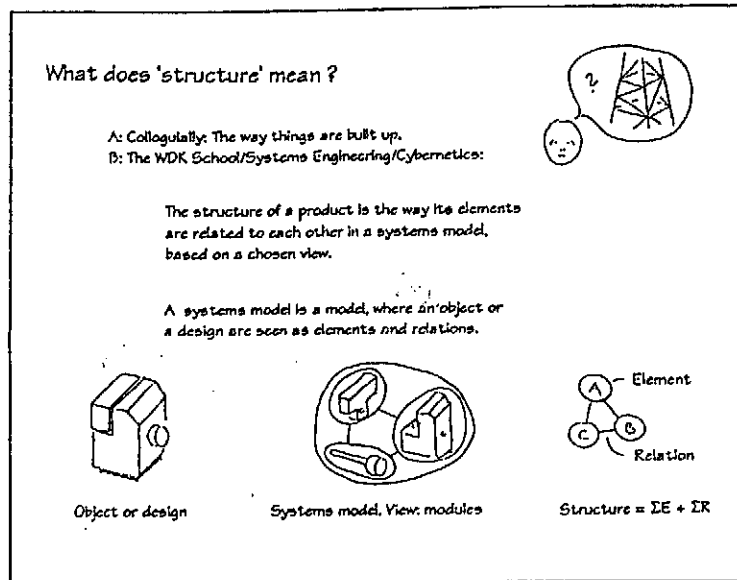 What does 'structure' mean ?
?
A: Colloquially: The way things are built up.
B: The WDK School/Systems Engineering/Cybernetics:
The structure of a product is the way its elements
are related to each other in a systems model,
based on a chosen view.
A systems model is a model, where an object or
a design are seen as elements and relations.
A
Element
C
B
Relation
Object or design
Systems model. View: modules
Structure = ΣE + ΣR